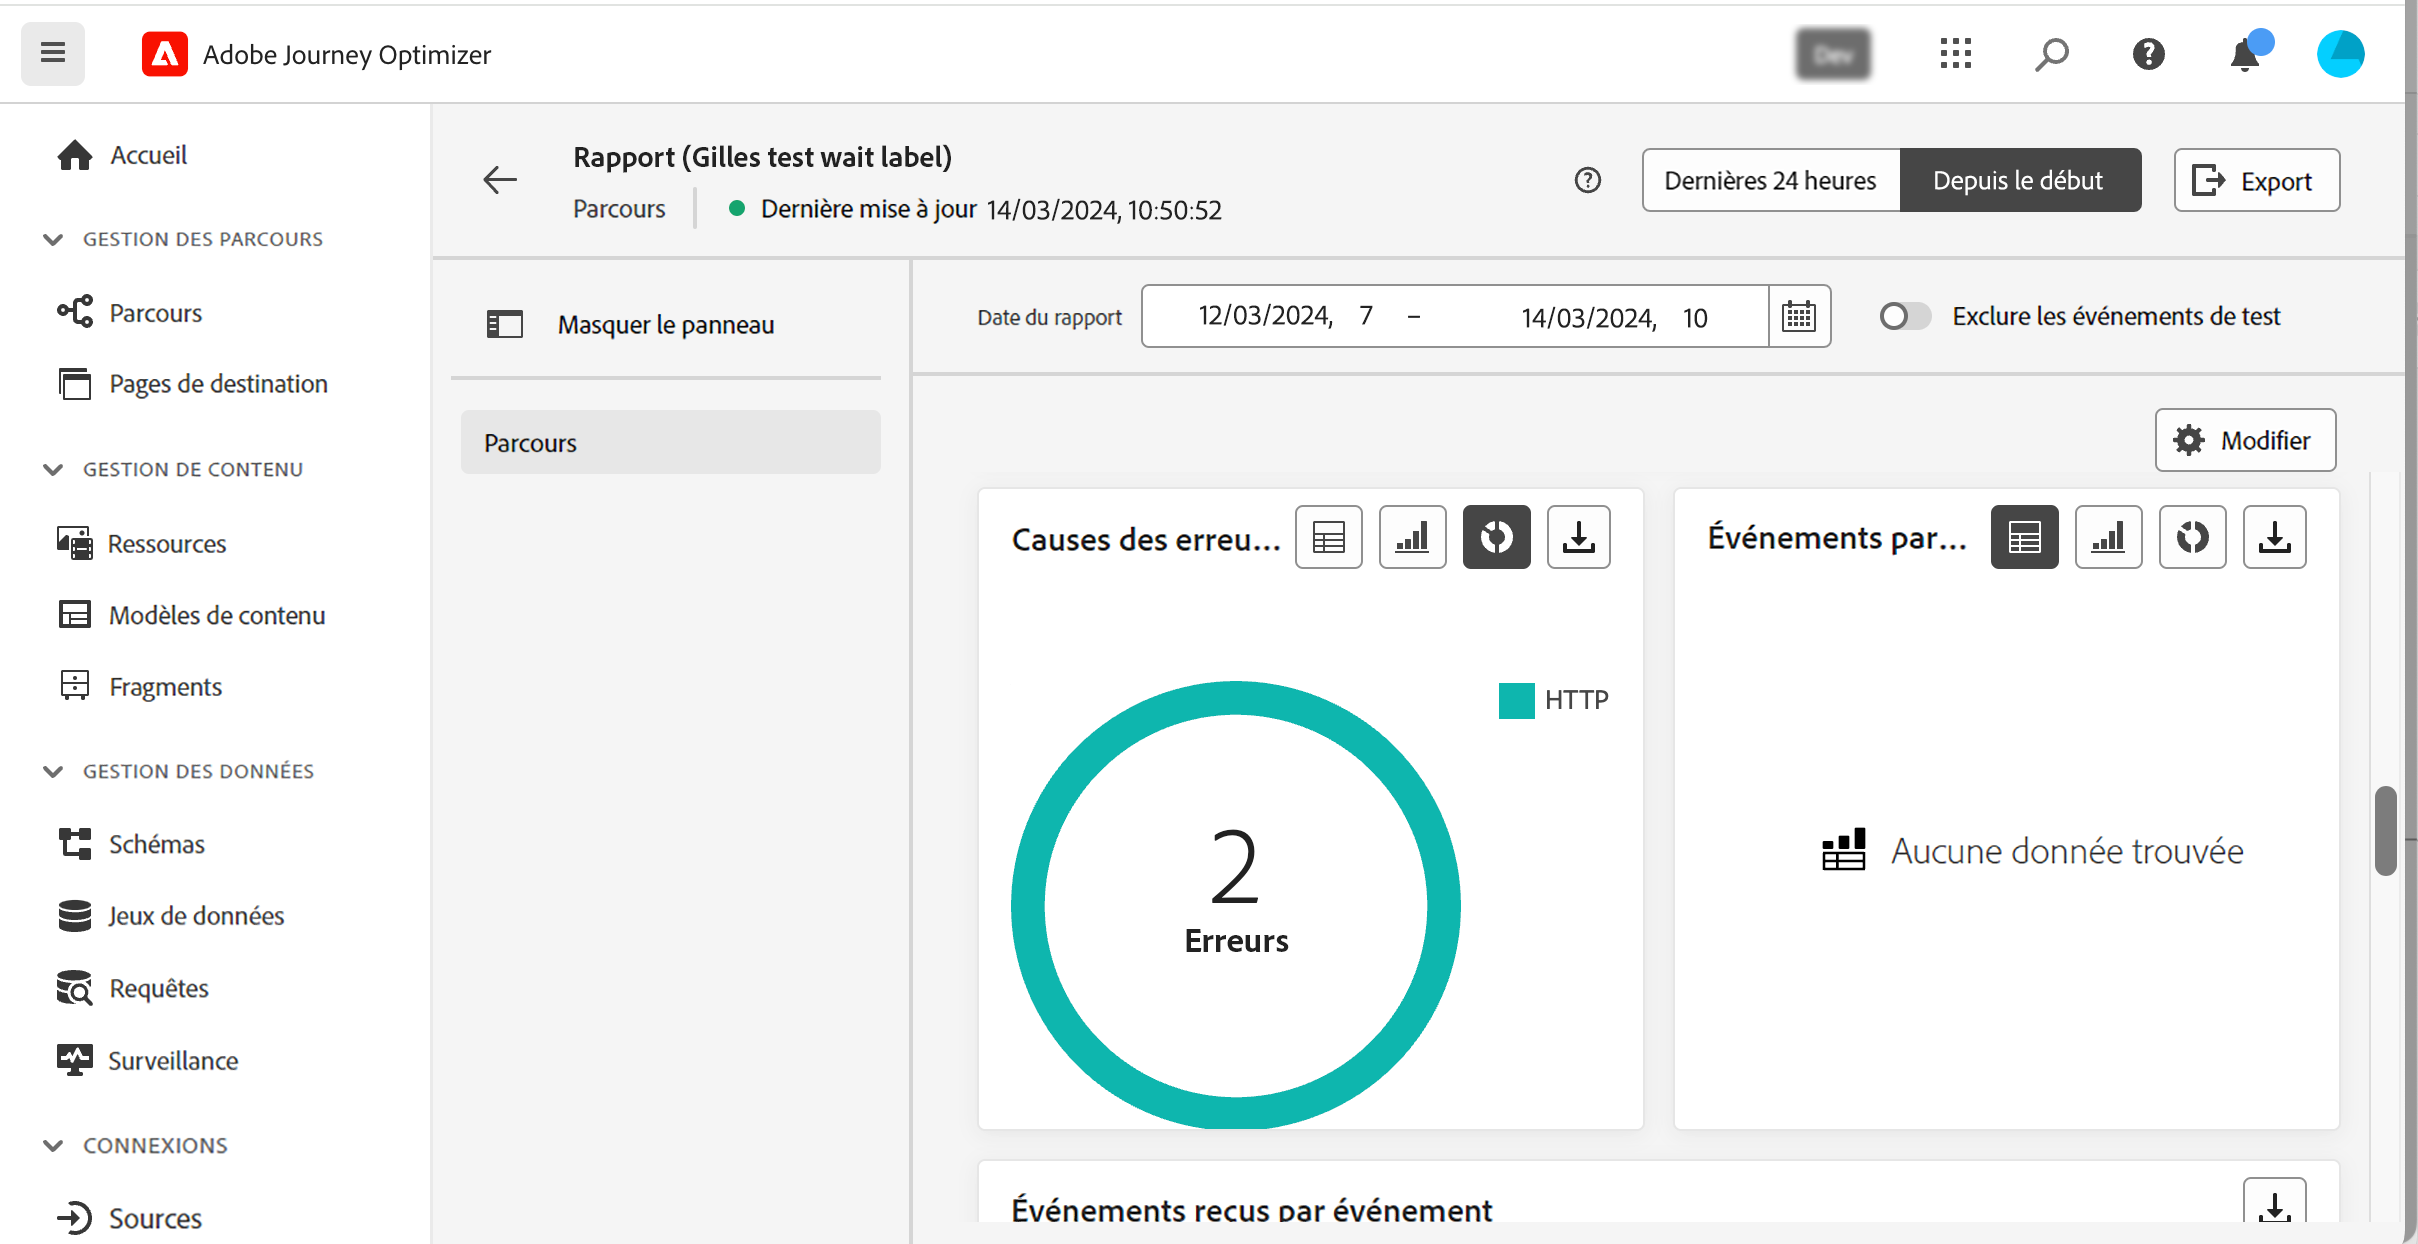 Adobe Journey Optimizer
Dev
Accueil
GESTION DES PARCOURS
Parcours
Pages de destination
GESTION DE CONTENU
Ressources
Modèles de contenu
Fragments
GESTION DES DONNÉES
Schémas
Jeux de données
Requêtes
Surveillance
CONNEXIONS
Sources
Rapport (Gilles test wait label)
Parcours
Dernière mise à jour 14/03/2024, 10:50:52
Dernières 24 heures
Depuis le début
Export
Masquer le panneau
Parcours
Date du rapport
12/03/2024, 7 – 14/03/2024, 10
Exclure les événements de test
Modifier
Causes des erreu...
HTTP
2
Erreurs
Événements par...
Aucune donnée trouvée
Événements reçus par événement